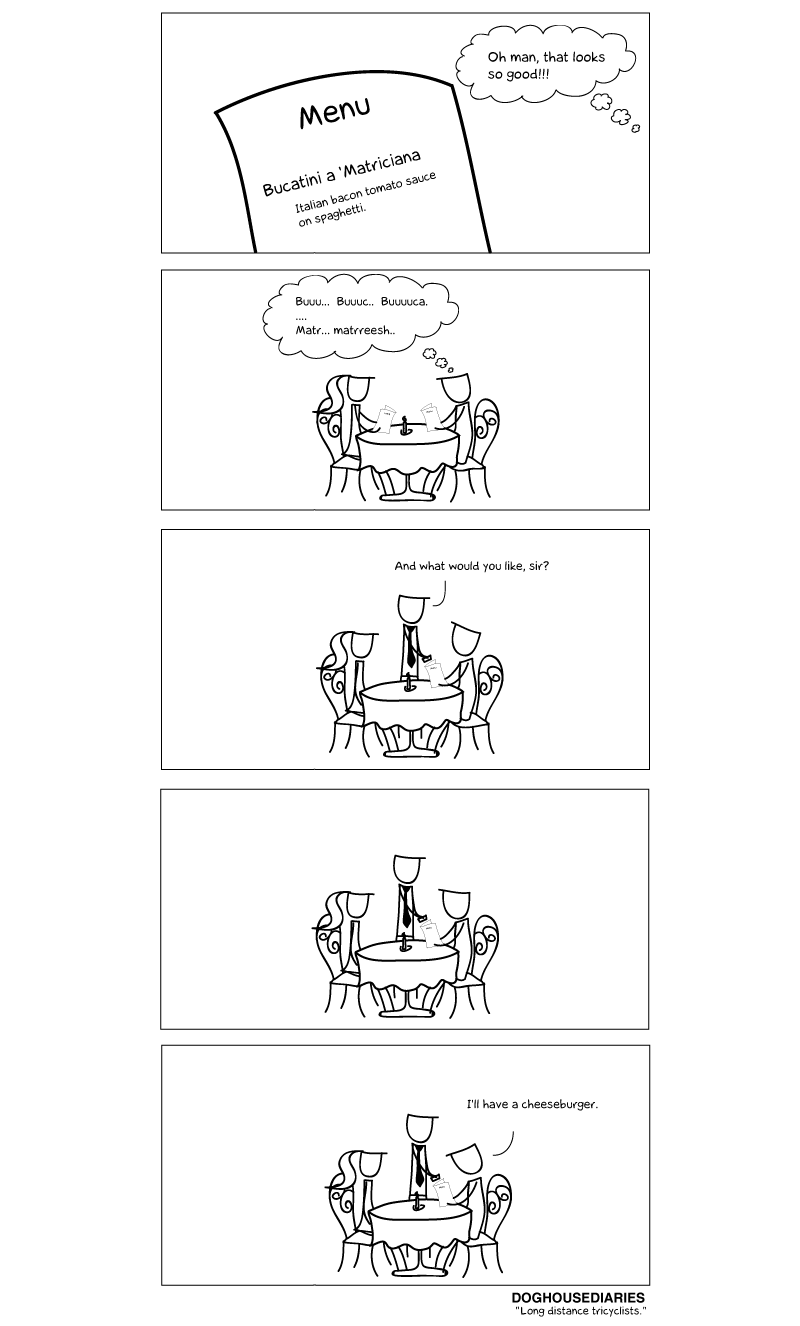 Oh man, that looks
so good!!!
Menu
Bucatini a 'Matriciana
Italian bacon tomato sauce
on spaghetti.
Buuu... Buuuc.. Buuuuca.
....
Matr... matrreesh..
And what would you like, sir?
I'll have a cheeseburger.
DOGHOUSEDIARIES
"Long distance tricyclists."